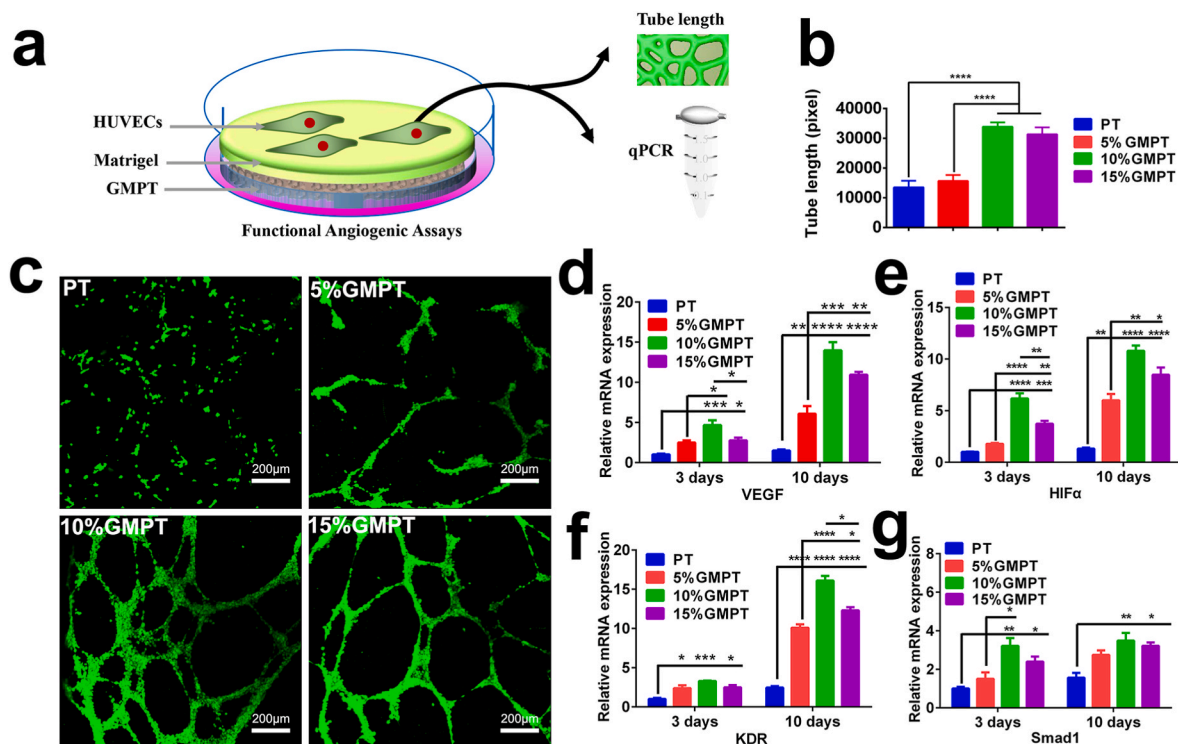 a
HUVECs
Matrigel
GMPT
Functional Angiogenic Assays
Tube length
qPCR
b
Tube length (pixel)
40000
30000
20000
10000
0
****
****
PT
5% GMPT
10%GMPT
15%GMPT
c
PT
200μm
5%GMPT
200μm
10%GMPT
200μm
15%GMPT
200μm
d
Relative mRNA expression
20
15
10
5
0
PT
5%GMPT
10%GMPT
15%GMPT
*
*
*** *
*** **
** **** ****
3 days
10 days
VEGF
e
Relative mRNA expression
15
10
5
0
PT
5%GMPT
10%GMPT
15%GMPT
**
**** **
**** ***
** *
** **** ****
3 days
10 days
HIFα
f
Relative mRNA expression
20
15
10
5
0
PT
5%GMPT
10%GMPT
15%GMPT
* *** *
*
**** *
**** **** ****
3 days
10 days
KDR
g
Relative mRNA expression
8
6
4
2
0
PT
5%GMPT
10%GMPT
15%GMPT
*
** *
** *
3 days
10 days
Smad1